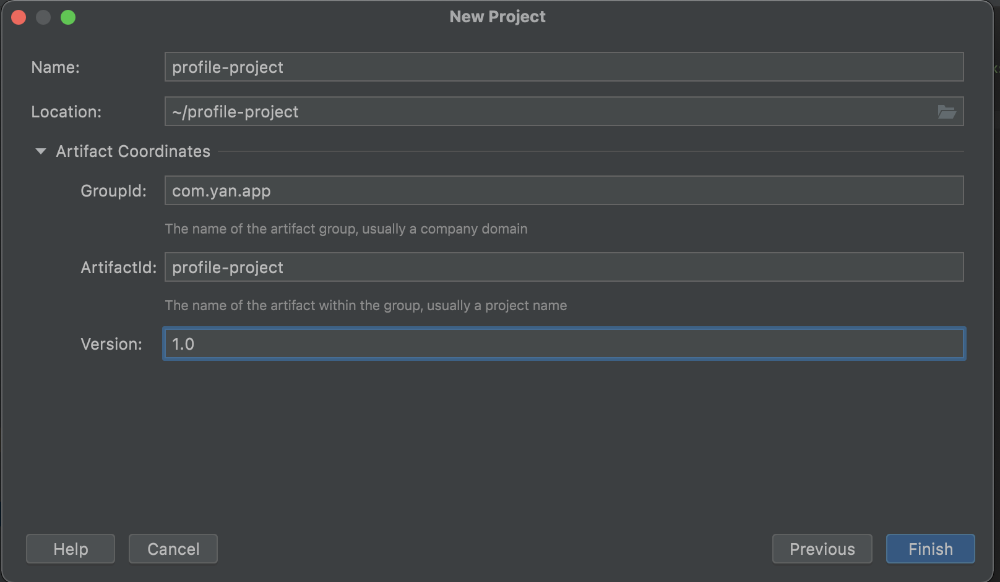 New Project
Name: profile-project
Location: ~/profile-project
Artifact Coordinates
GroupId: com.yan.app
The name of the artifact group, usually a company domain
ArtifactId: profile-project
The name of the artifact within the group, usually a project name
Version: 1.0
Help Cancel Previous Finish